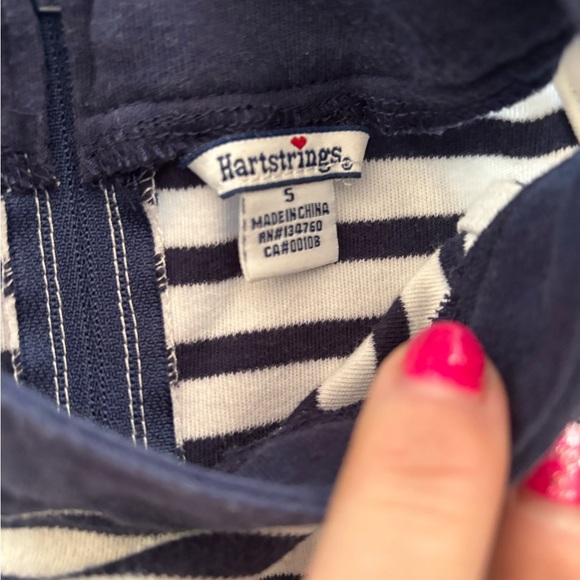 Hartstrings®
5
MADE IN CHINA
RN#134760
CA#00108